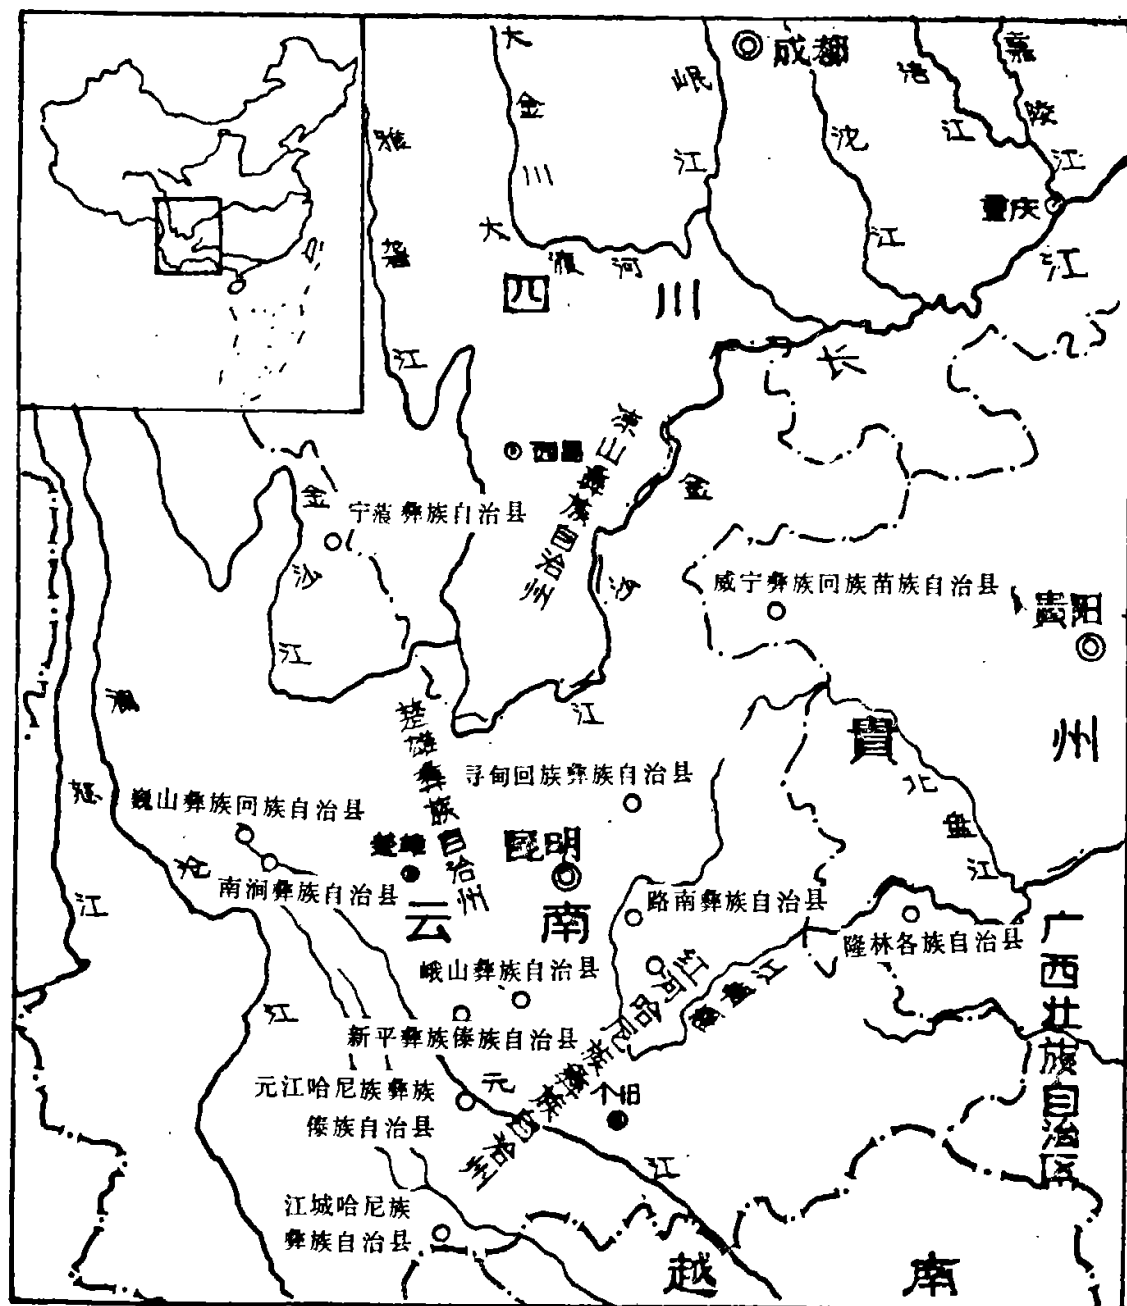 成都
大金川
岷江
沱江
涪江
嘉陵江
重庆
雅砻江
大渡河
四川
长江
西昌
凉山彝族自治州
金沙江
宁蒗彝族自治县
金沙江
威宁彝族回族苗族自治县
贵阳
贵州
澜沧江
怒江
楚雄彝族自治州
寻甸回族彝族自治县
巍山彝族回族自治县
楚雄
昆明
北盘江
南涧彝族自治县
云南
路南彝族自治县
隆林各族自治县
广西壮族自治区
峨山彝族自治县
红河哈尼族彝族自治州
新平彝族傣族自治县
元江哈尼族彝族
傣族自治县
元江
个旧
江城哈尼族
彝族自治县
越南